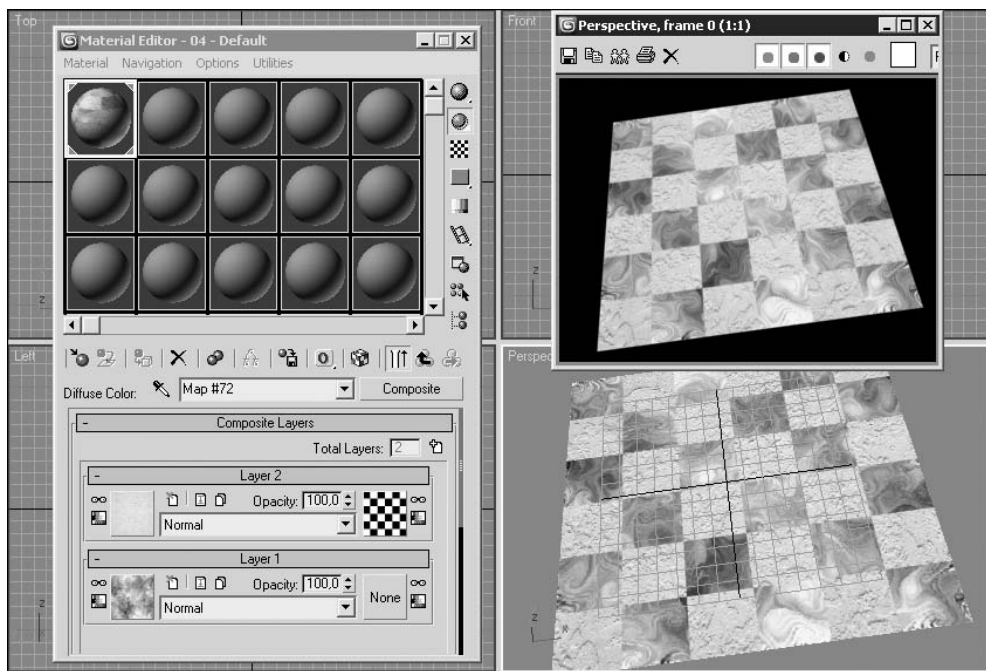 Top
Material Editor - 04 - Default
Material Navigation Options Utilities
z
Left
Diffuse Color: Map #72 Composite
Composite Layers
Total Layers: 2
Layer 2
Opacity: 100,0
Normal
Layer 1
Opacity: 100,0
Normal
None
z
Front
Perspective, frame 0 (1:1)
z
z
x